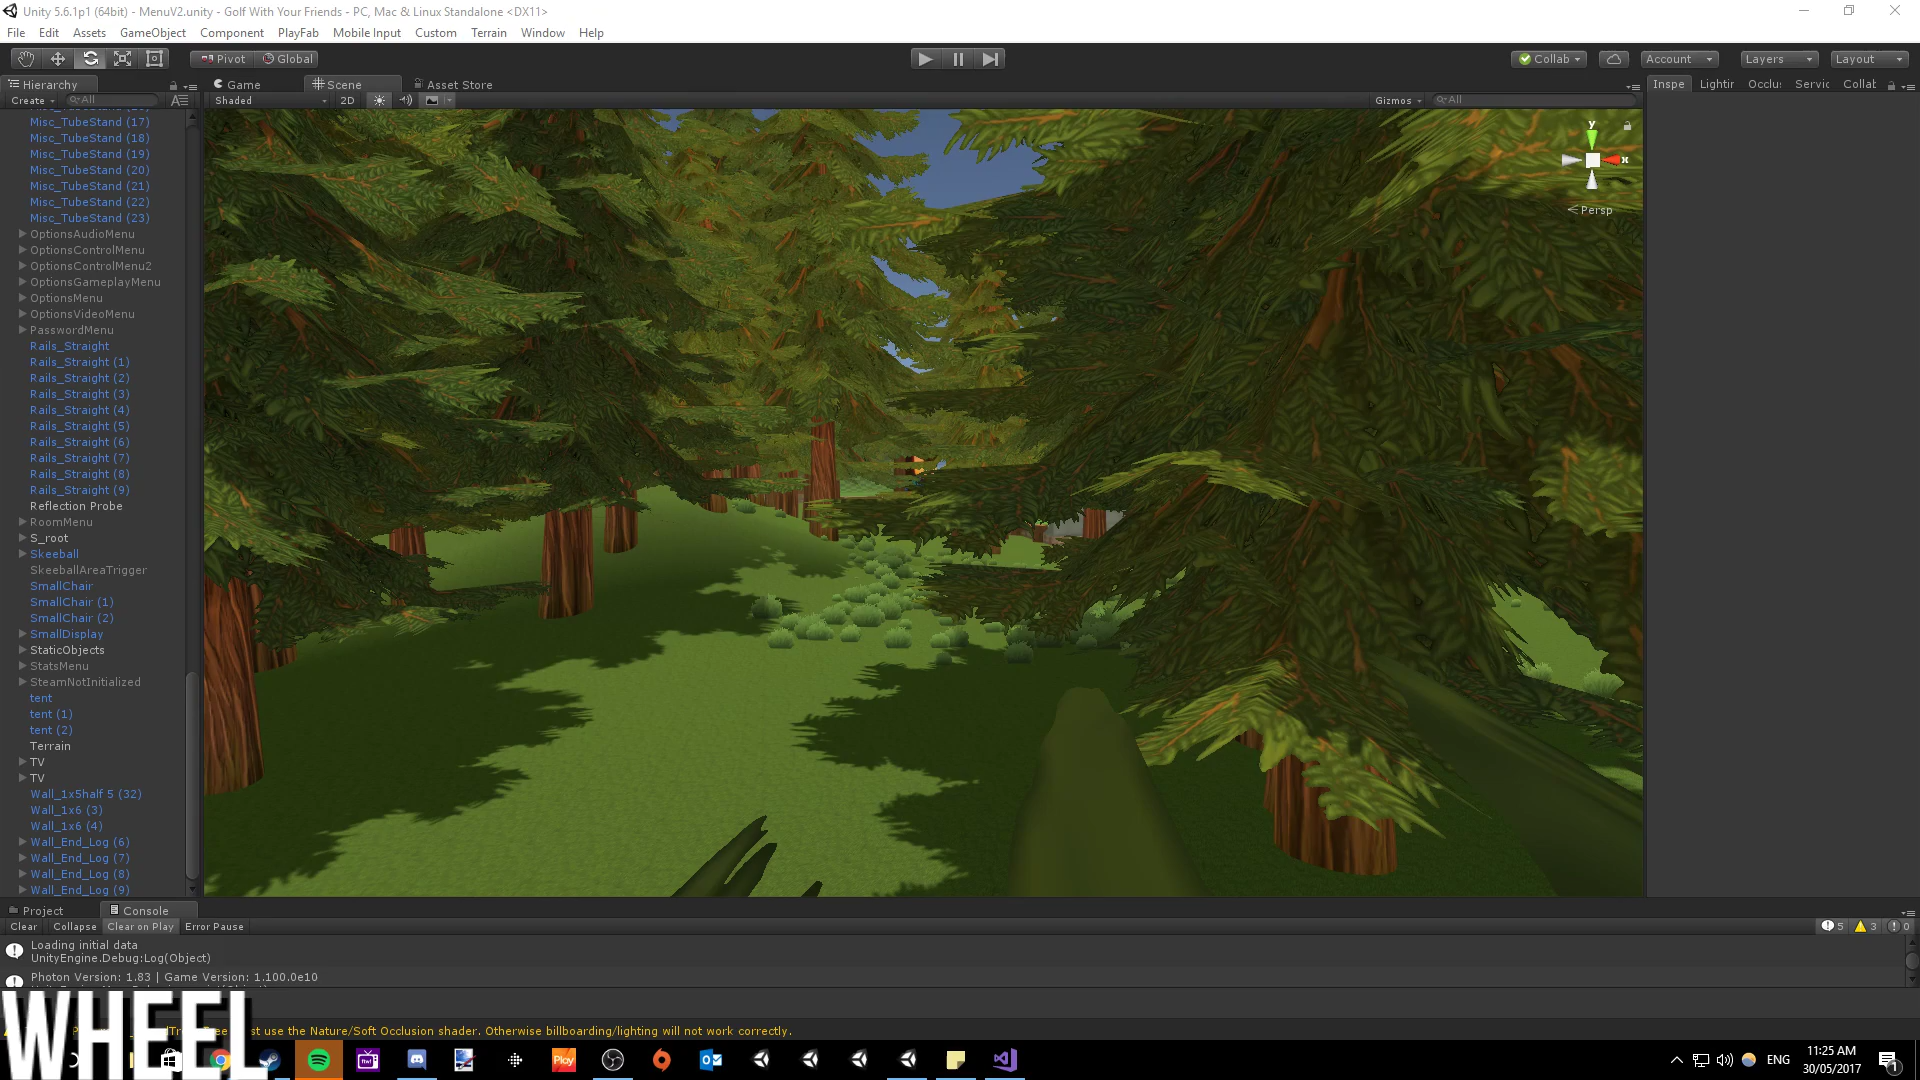 Unity 5.6.1p1 (64bit) - MenuV2.unity - Golf With Your Friends - PC, Mac & Linux Standalone <DX11>
File Edit Assets GameObject Component PlayFab Mobile Input Custom Terrain Window Help
Pivot Global Collab Account Layers Layout
Hierarchy Game Scene Asset Store Inspe Lightir Occlu Servic Collab
Create All Shaded 2D Gizmos All
Misc_TubeStand (17)
Misc_TubeStand (18)
Misc_TubeStand (19)
Misc_TubeStand (20)
Misc_TubeStand (21)
Misc_TubeStand (22)
Misc_TubeStand (23)
OptionsAudioMenu
OptionsControlMenu
OptionsControlMenu2
OptionsGameplayMenu
OptionsMenu
OptionsVideoMenu
PasswordMenu
Rails_Straight
Rails_Straight (1)
Rails_Straight (2)
Rails_Straight (3)
Rails_Straight (4)
Rails_Straight (5)
Rails_Straight (6)
Rails_Straight (7)
Rails_Straight (8)
Rails_Straight (9)
Reflection Probe
RoomMenu
S_root
Skeeball
SkeeballAreaTrigger
SmallChair
SmallChair (1)
SmallChair (2)
SmallDisplay
StaticObjects
StatsMenu
SteamNotInitialized
tent
tent (1)
tent (2)
Terrain
TV
TV
Wall_1x5half 5 (32)
Wall_1x6 (3)
Wall_1x6 (4)
Wall_End_Log (6)
Wall_End_Log (7)
Wall_End_Log (8)
Wall_End_Log (9)
y
x
Persp
Project Console
Clear Collapse Clear on Play Error Pause 5 3 0
Loading initial data
UnityEngine.Debug:Log(Object)
Photon Version: 1.83 | Game Version: 1.100.0e10
use the Nature/Soft Occlusion shader. Otherwise billboarding/lighting will not work correctly.
WHEEL
Play
ENG
11:25 AM
30/05/2017
1